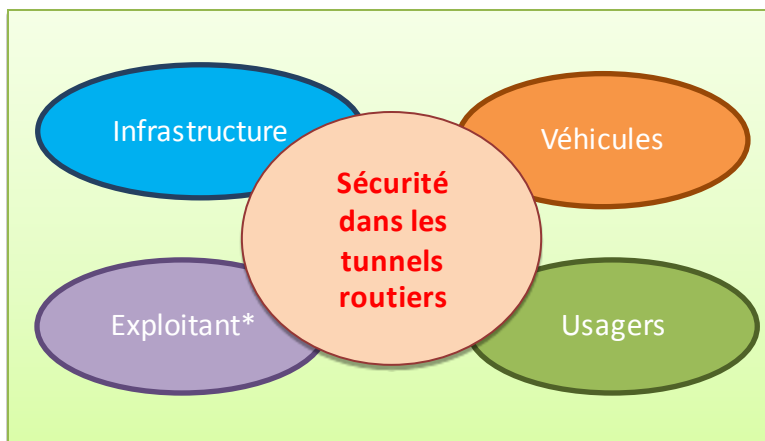 Infrastructure
Véhicules
Sécurité
dans les
tunnels
routiers
Exploitant*
Usagers